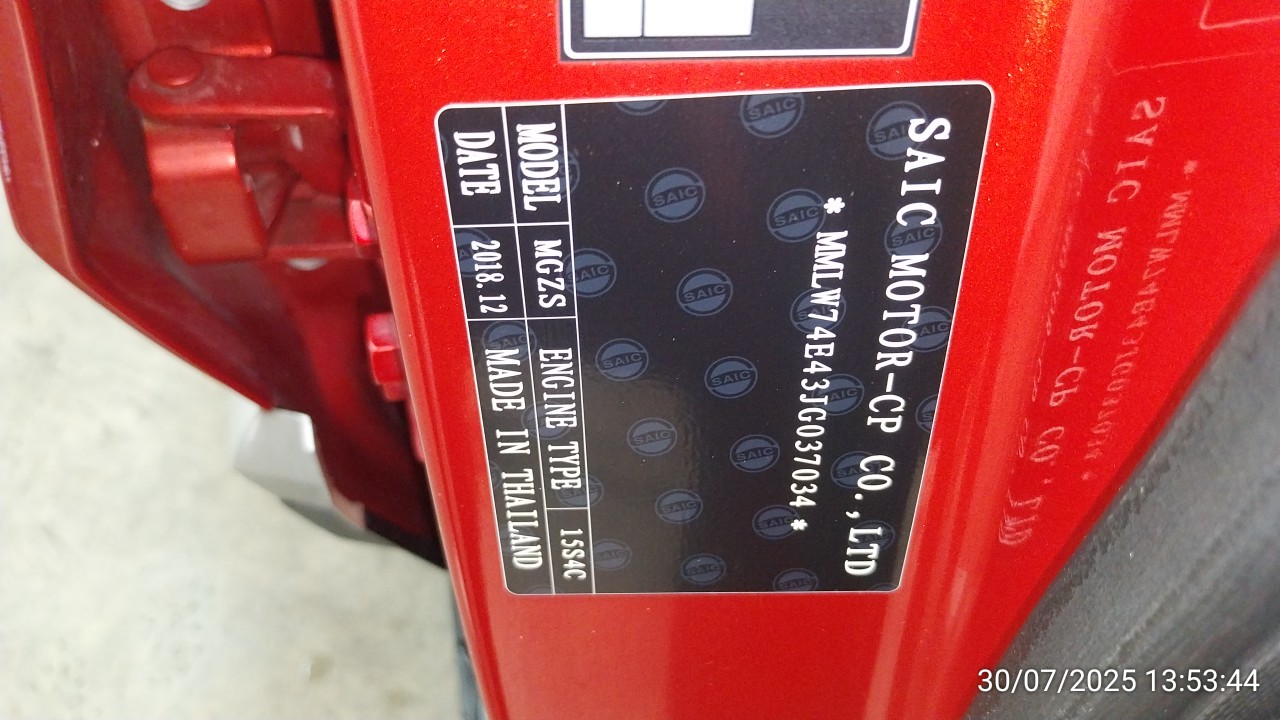 SAIC MOTOR-CP CO.,LTD
* MMLW74E43JG037034 *
MODEL MGZS ENGINE TYPE 15S4C
DATE 2018.12 MADE IN THAILAND
30/07/2025 13:53:44